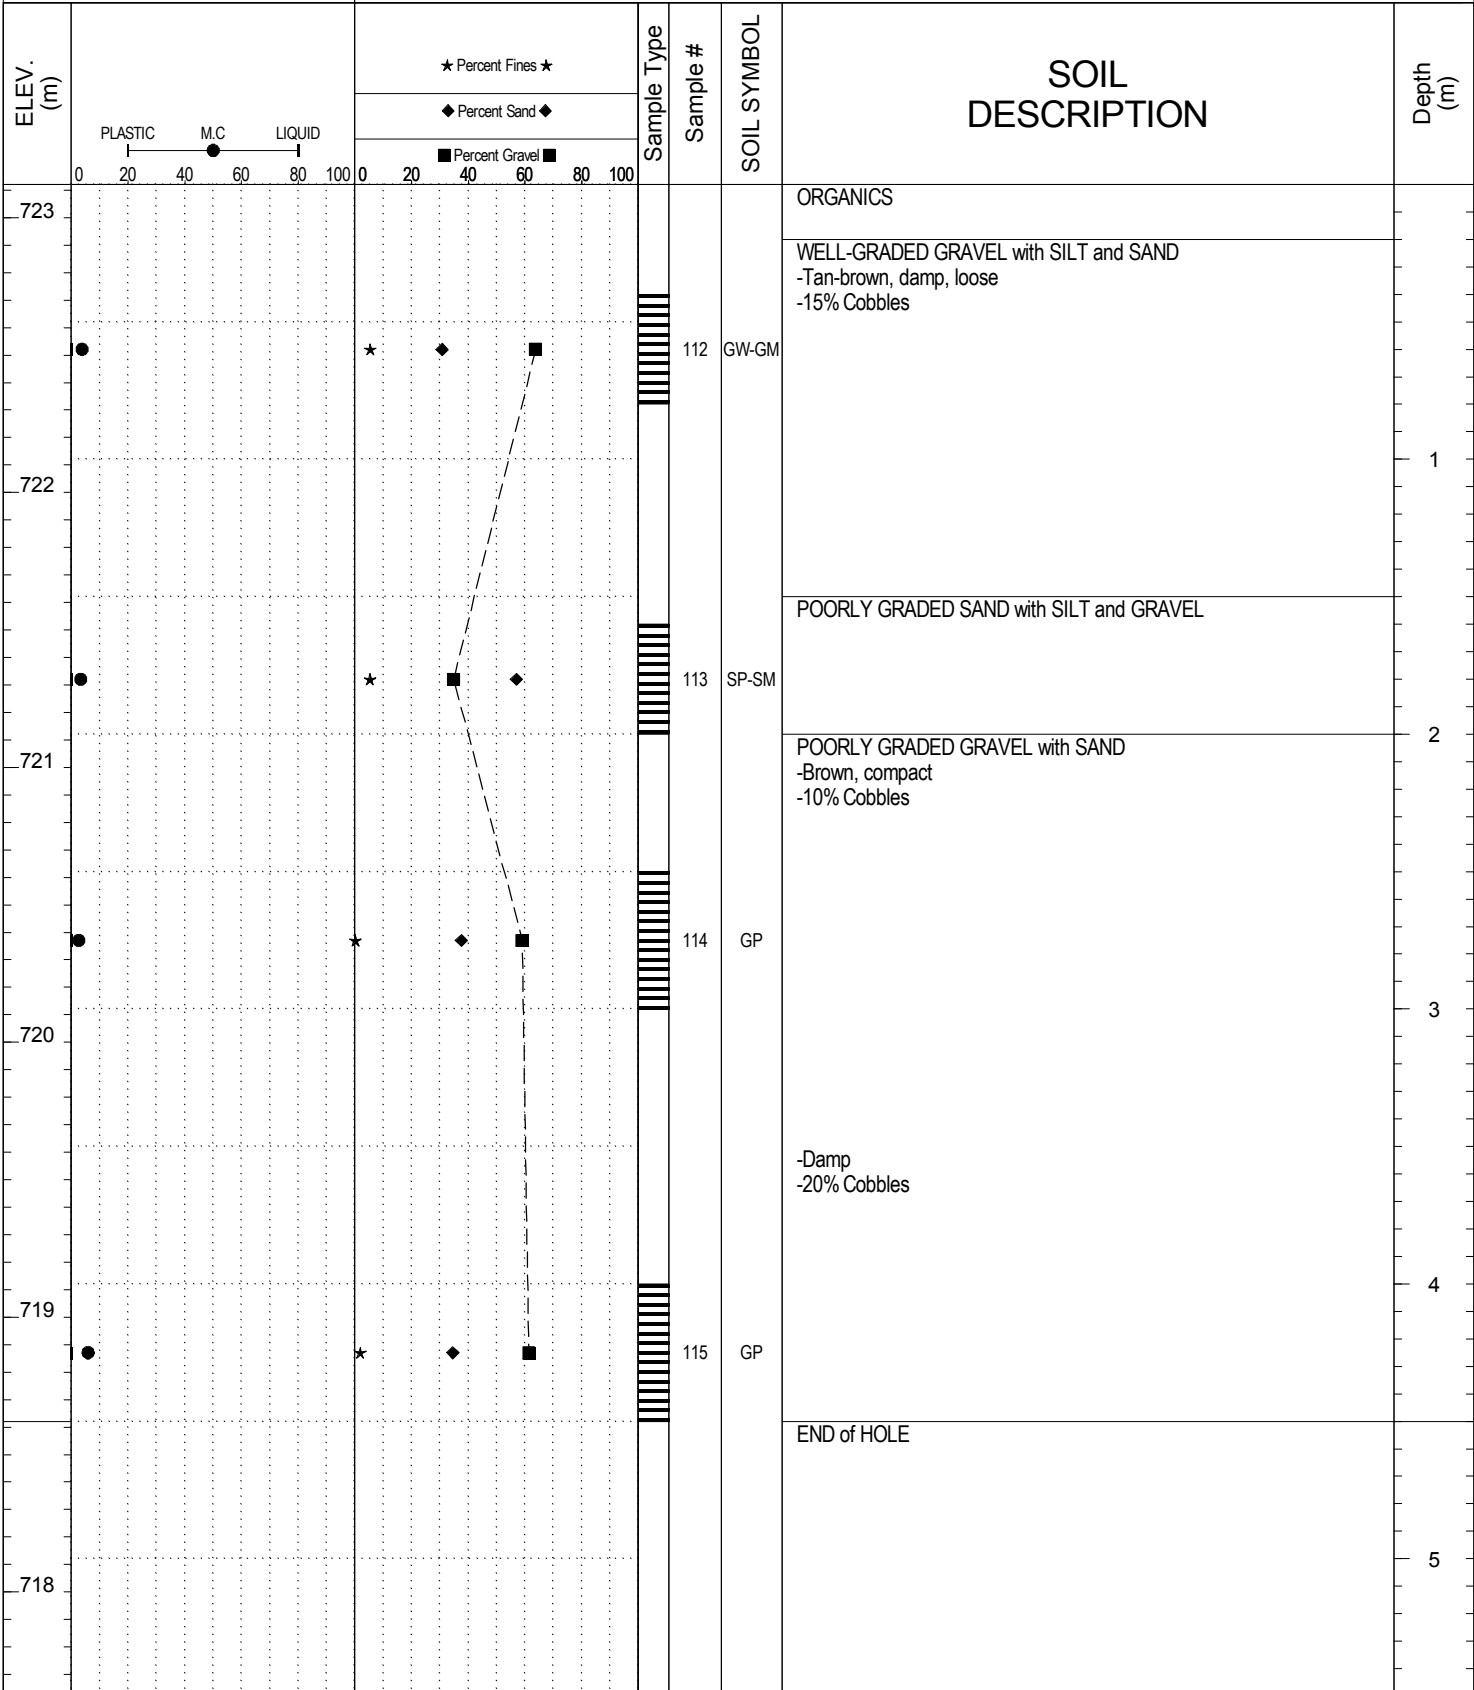 ELEV.
(m)
PLASTIC M.C LIQUID
0 20 40 60 80 100
★ Percent Fines ★
◆ Percent Sand ◆
■ Percent Gravel ■
0 20 40 60 80 100
Sample Type
Sample #
SOIL SYMBOL
SOIL
DESCRIPTION
Depth
(m)
723
ORGANICS
WELL-GRADED GRAVEL with SILT and SAND
-Tan-brown, damp, loose
-15% Cobbles
112 GW-GM
1
722
POORLY GRADED SAND with SILT and GRAVEL
113 SP-SM
2
POORLY GRADED GRAVEL with SAND
721
-Brown, compact
-10% Cobbles
114 GP
3
720
-Damp
-20% Cobbles
4
719
115 GP
END of HOLE
5
718